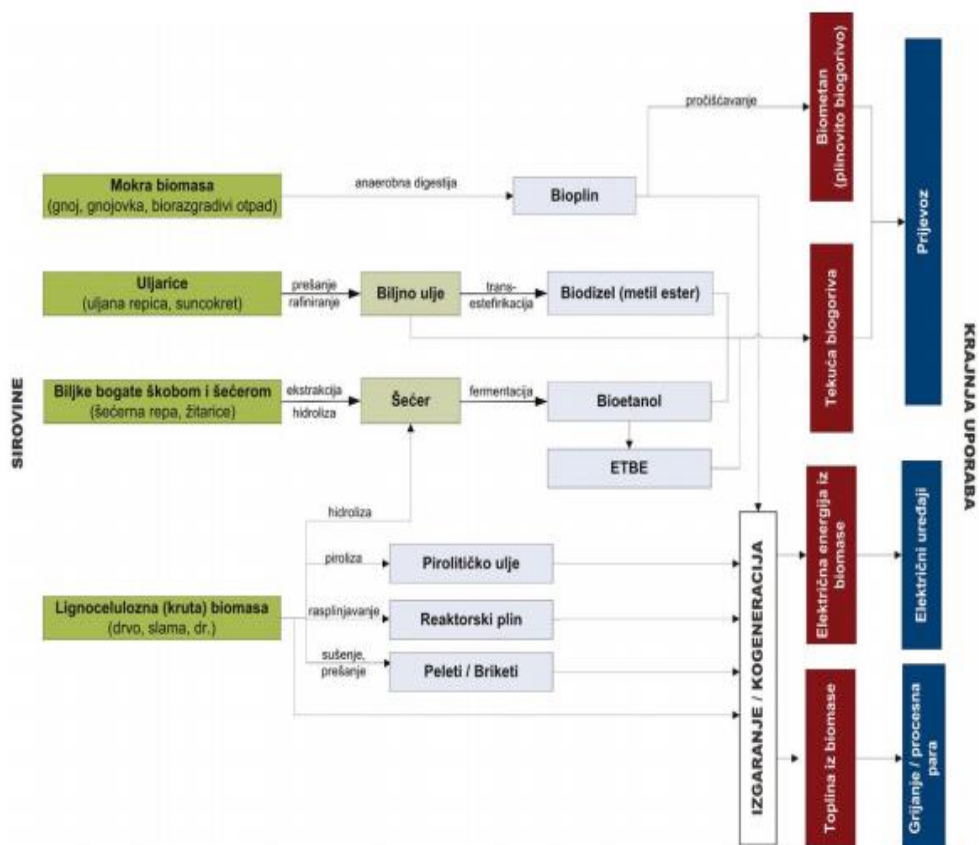 SIROVINE
Mokra biomasa
(gnoj, gnojovka, biorazgradivi otpad)
anaerobna digestija
Bioplin
pročišćavanje
Biometan
(plinovito biogorivo)
Prijevoz
Uljarice
(uljana repica, suncokret)
prešanje
rafiniranje
Biljno ulje
trans-
estefirikacija
Biodizel (metil ester)
Tekuća biogoriva
Biljke bogate škobom i šećerom
(šećerna repa, žitarice)
ekstrakcija
hidroliza
Šećer
fermentacija
Bioetanol
ETBE
Lignocelulozna (kruta) biomasa
(drvo, slama, dr.)
hidroliza
piroliza
Pirolitičko ulje
rasplinjavanje
Reaktorski plin
sušenje,
prešanje
Peleti / Briketi
IZGARANJE / KOGENERACIJA
Električna energija iz
biomase
Električni uređaji
Toplina iz biomase
Grijanje / procesna
para
KRAJNJA UPORABA